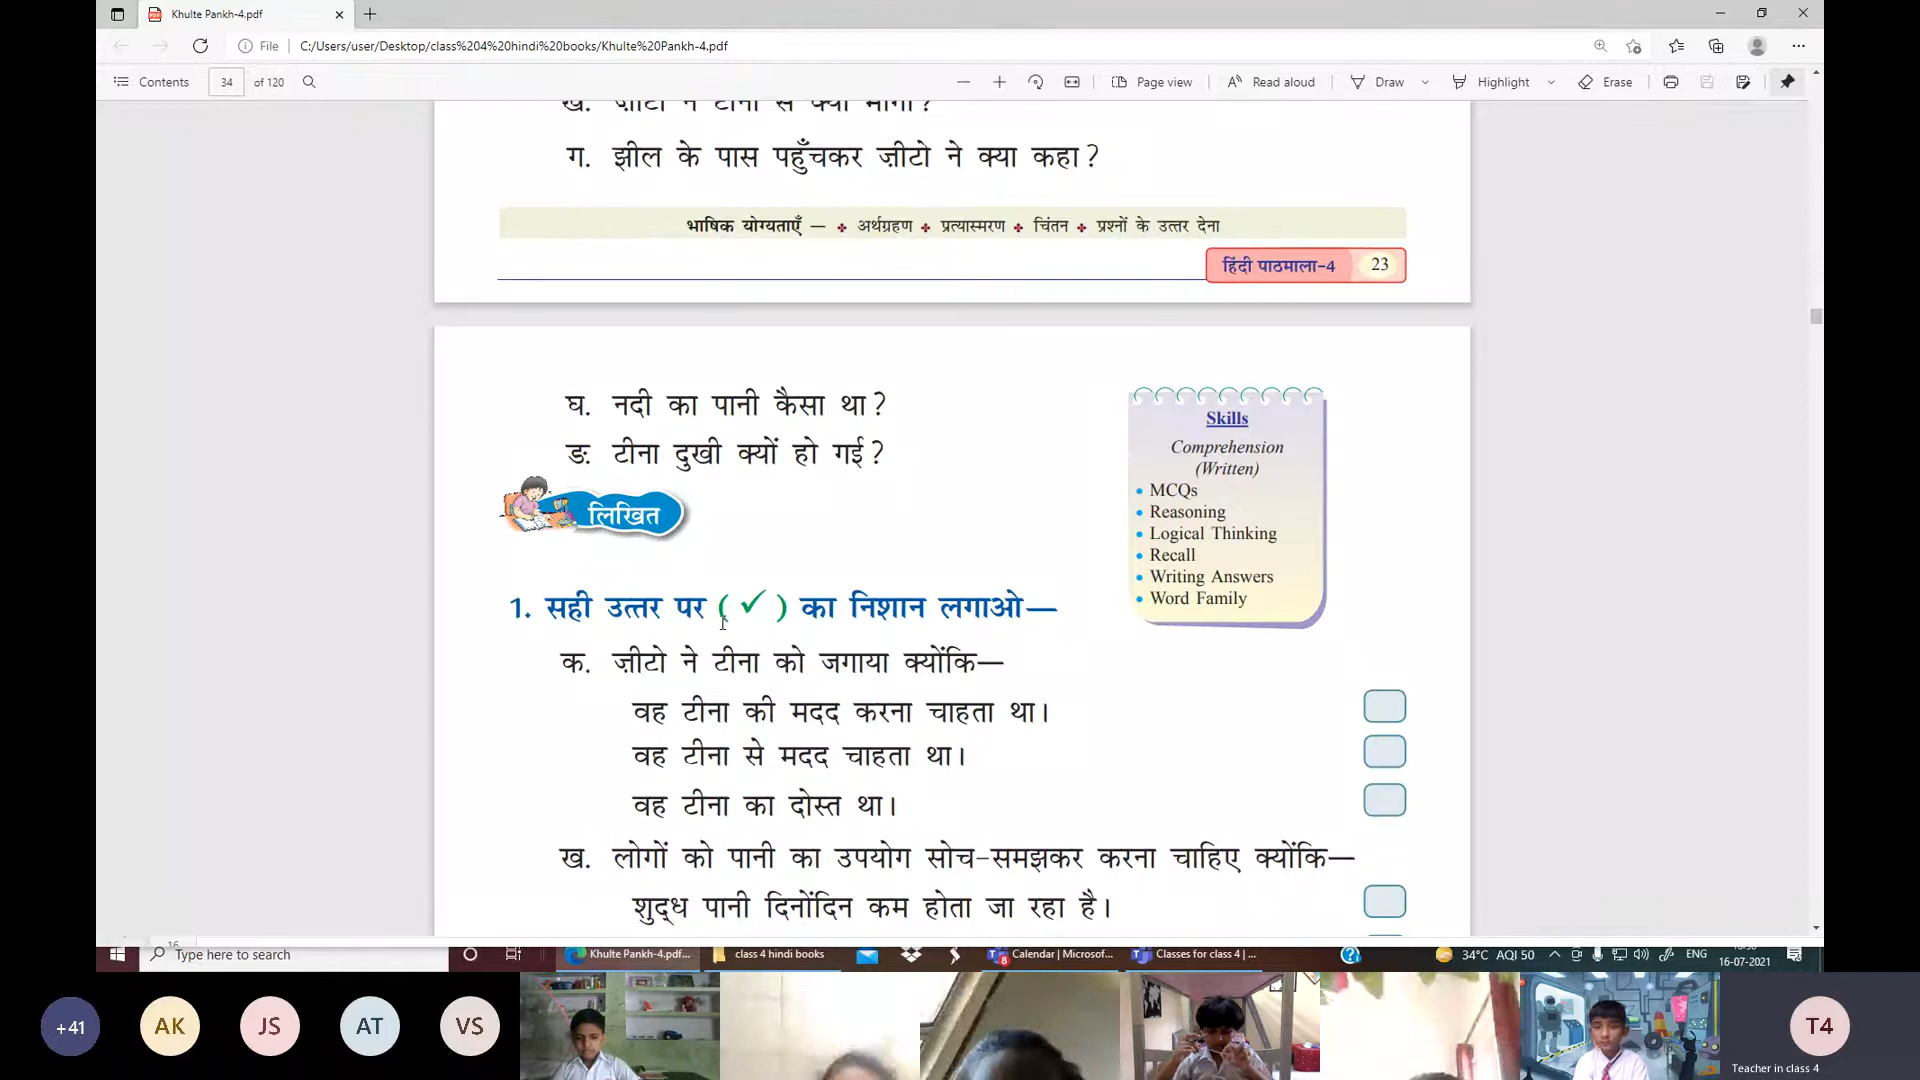 Khulte Pankh-4.pdf
File C:/Users/user/Desktop/class%204%20hindi%20books/Khulte%20Pankh-4.pdf
Contents 34 of 120 Page view Read aloud Draw Highlight Erase
ख. ज़ीटो ने टीना से क्या माँगा?
ग. झील के पास पहुँचकर ज़ीटो ने क्या कहा?
भाषिक योग्यताएँ — अर्थग्रहण प्रत्यास्मरण चिंतन प्रश्नों के उत्तर देना
हिंदी पाठमाला-4 23
घ. नदी का पानी कैसा था?
ङ. टीना दुखी क्यों हो गई?
लिखित
Skills
Comprehension
(Written)
• MCQs
• Reasoning
• Logical Thinking
• Recall
• Writing Answers
• Word Family
1. सही उत्तर पर ( ✓ ) का निशान लगाओ—
क. ज़ीटो ने टीना को जगाया क्योंकि—
वह टीना की मदद करना चाहता था।
वह टीना से मदद चाहता था।
वह टीना का दोस्त था।
ख. लोगों को पानी का उपयोग सोच-समझकर करना चाहिए क्योंकि—
शुद्ध पानी दिनोंदिन कम होता जा रहा है।
Type here to search
Khulte Pankh-4.pdf...
class 4 hindi books
Calendar | Microsof...
Classes for class 4 | ...
34°C AQI 50
ENG
16-07-2021
+41 AK JS AT VS T4
Teacher in class 4